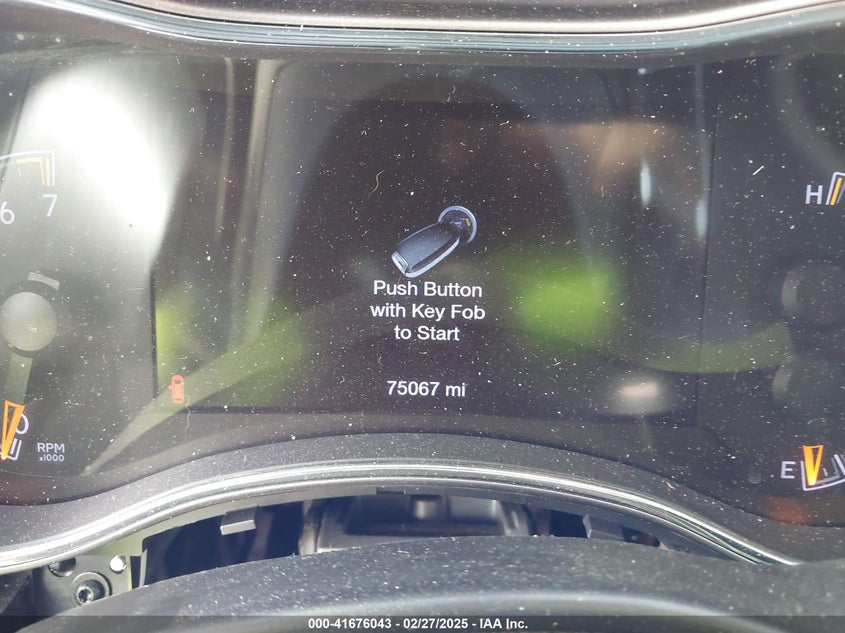 6 7
H
Push Button
with Key Fob
to Start
75067 mi
RPM
x1000
E
000-41676043 - 02/27/2025 - IAA Inc.